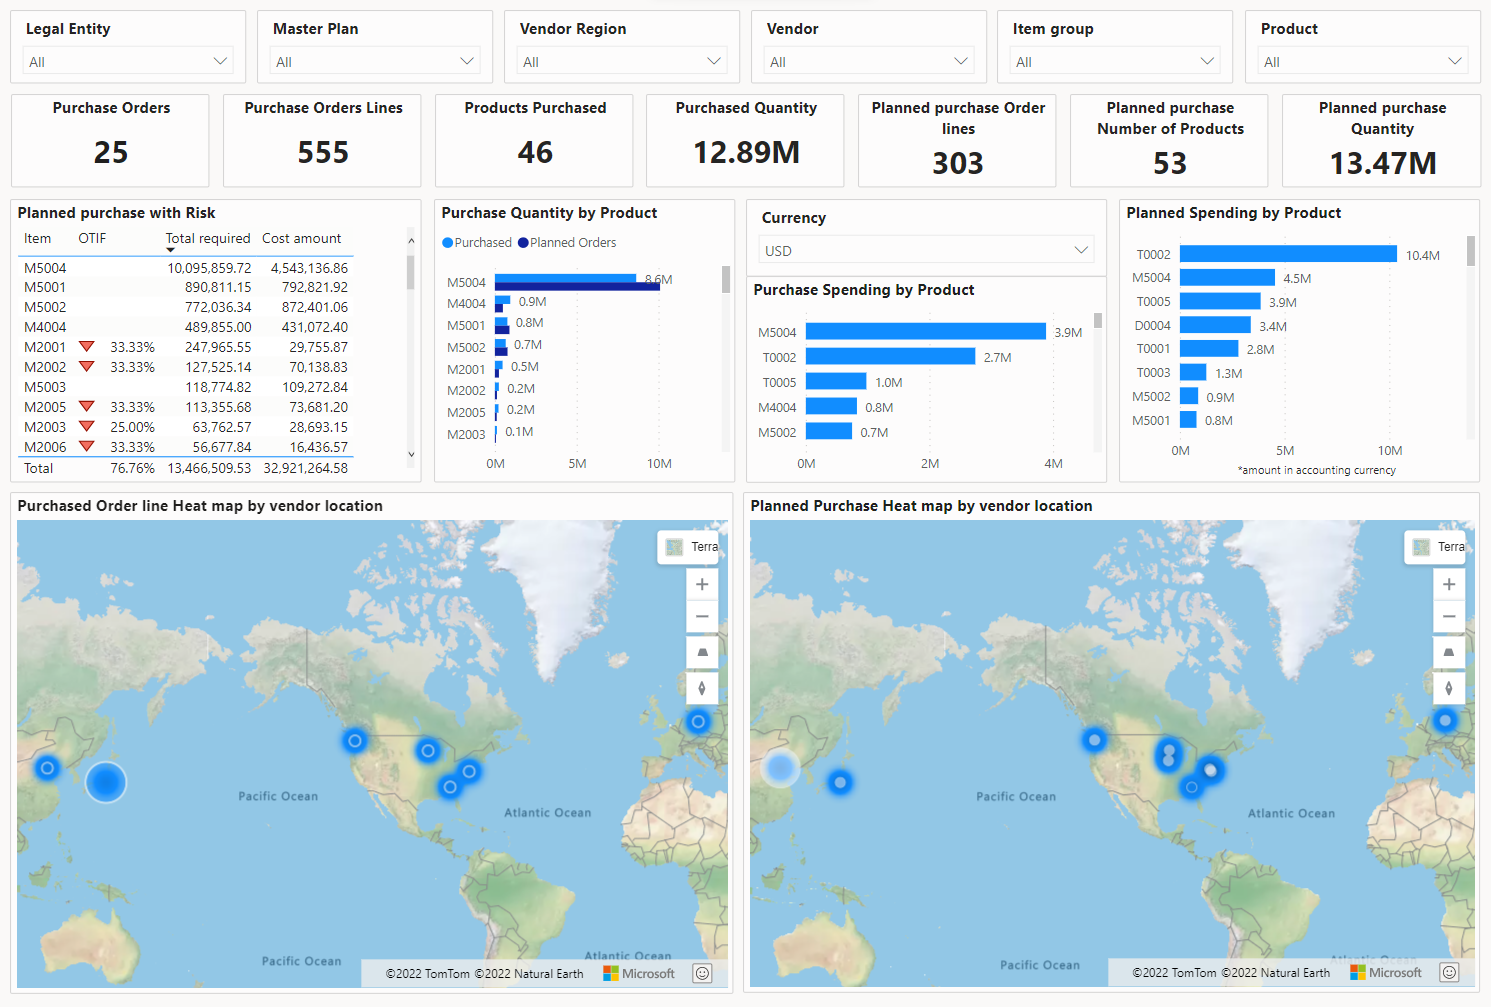 Legal Entity
All
Master Plan
All
Vendor Region
All
Vendor
All
Item group
All
Product
All
Purchase Orders
25
Purchase Orders Lines
555
Products Purchased
46
Purchased Quantity
12.89M
Planned purchase Order
lines
303
Planned purchase
Number of Products
53
Planned purchase
Quantity
13.47M
Planned purchase with Risk
Item OTIF Total required Cost amount
M5004 10,095,859.72 4,543,136.86
M5001 890,811.15 792,821.92
M5002 772,036.34 872,401.06
M4004 489,855.00 431,072.40
M2001 33.33% 247,965.55 29,755.87
M2002 33.33% 127,525.14 70,138.83
M5003 118,774.82 109,272.84
M2005 33.33% 113,355.68 73,681.20
M2003 25.00% 63,762.57 28,693.15
M2006 33.33% 56,677.84 16,436.57
Total 76.76% 13,466,509.53 32,921,264.58
Purchase Quantity by Product
Purchased Planned Orders
M5004 8.6M
M4004 0.9M
M5001 0.8M
M5002 0.7M
M2001 0.5M
M2002 0.2M
M2005 0.2M
M2003 0.1M
0M 5M 10M
Currency
USD
Purchase Spending by Product
M5004 3.9M
T0002 2.7M
T0005 1.0M
M4004 0.8M
M5002 0.7M
0M 2M 4M
Planned Spending by Product
T0002 10.4M
M5004 4.5M
T0005 3.9M
D0004 3.4M
T0001 2.8M
T0003 1.3M
M5002 0.9M
M5001 0.8M
0M 5M 10M
*amount in accounting currency
Purchased Order line Heat map by vendor location
Terra
Pacific Ocean
Atlantic Ocean
Pacific Ocean
Atlantic Ocean
©2022 TomTom ©2022 Natural Earth Microsoft
Planned Purchase Heat map by vendor location
Terra
Pacific Ocean
Atlantic Ocean
Pacific Ocean
Atlantic Ocean
©2022 TomTom ©2022 Natural Earth Microsoft